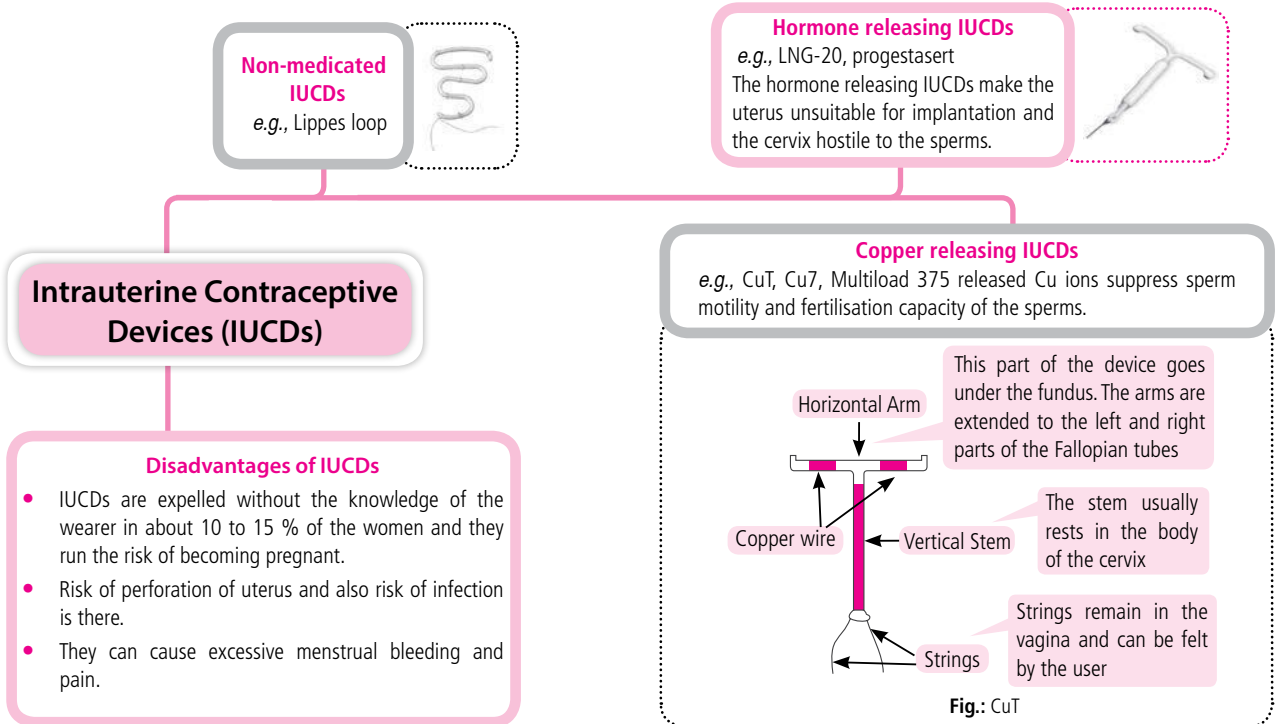 Non-medicated
IUCDs
e.g., Lippes loop
Hormone releasing IUCDs
e.g., LNG-20, progestasert
The hormone releasing IUCDs make the
uterus unsuitable for implantation and
the cervix hostile to the sperms.
Intrauterine Contraceptive
Devices (IUCDs)
Copper releasing IUCDs
e.g., CuT, Cu7, Multiload 375 released Cu ions suppress sperm
motility and fertilisation capacity of the sperms.
Disadvantages of IUCDs
• IUCDs are expelled without the knowledge of the
wearer in about 10 to 15 % of the women and they
run the risk of becoming pregnant.
• Risk of perforation of uterus and also risk of infection
is there.
• They can cause excessive menstrual bleeding and
pain.
Horizontal Arm
This part of the device goes
under the fundus. The arms are
extended to the left and right
parts of the Fallopian tubes
Copper wire
Vertical Stem
The stem usually
rests in the body
of the cervix
Strings
Strings remain in the
vagina and can be felt
by the user
Fig.: CuT